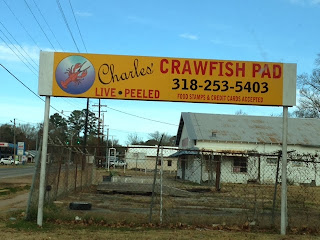 Charles' CRAWFISH PAD
LIVE • PEELED
318-253-5403
FOOD STAMPS & CREDIT CARDS ACCEPTED